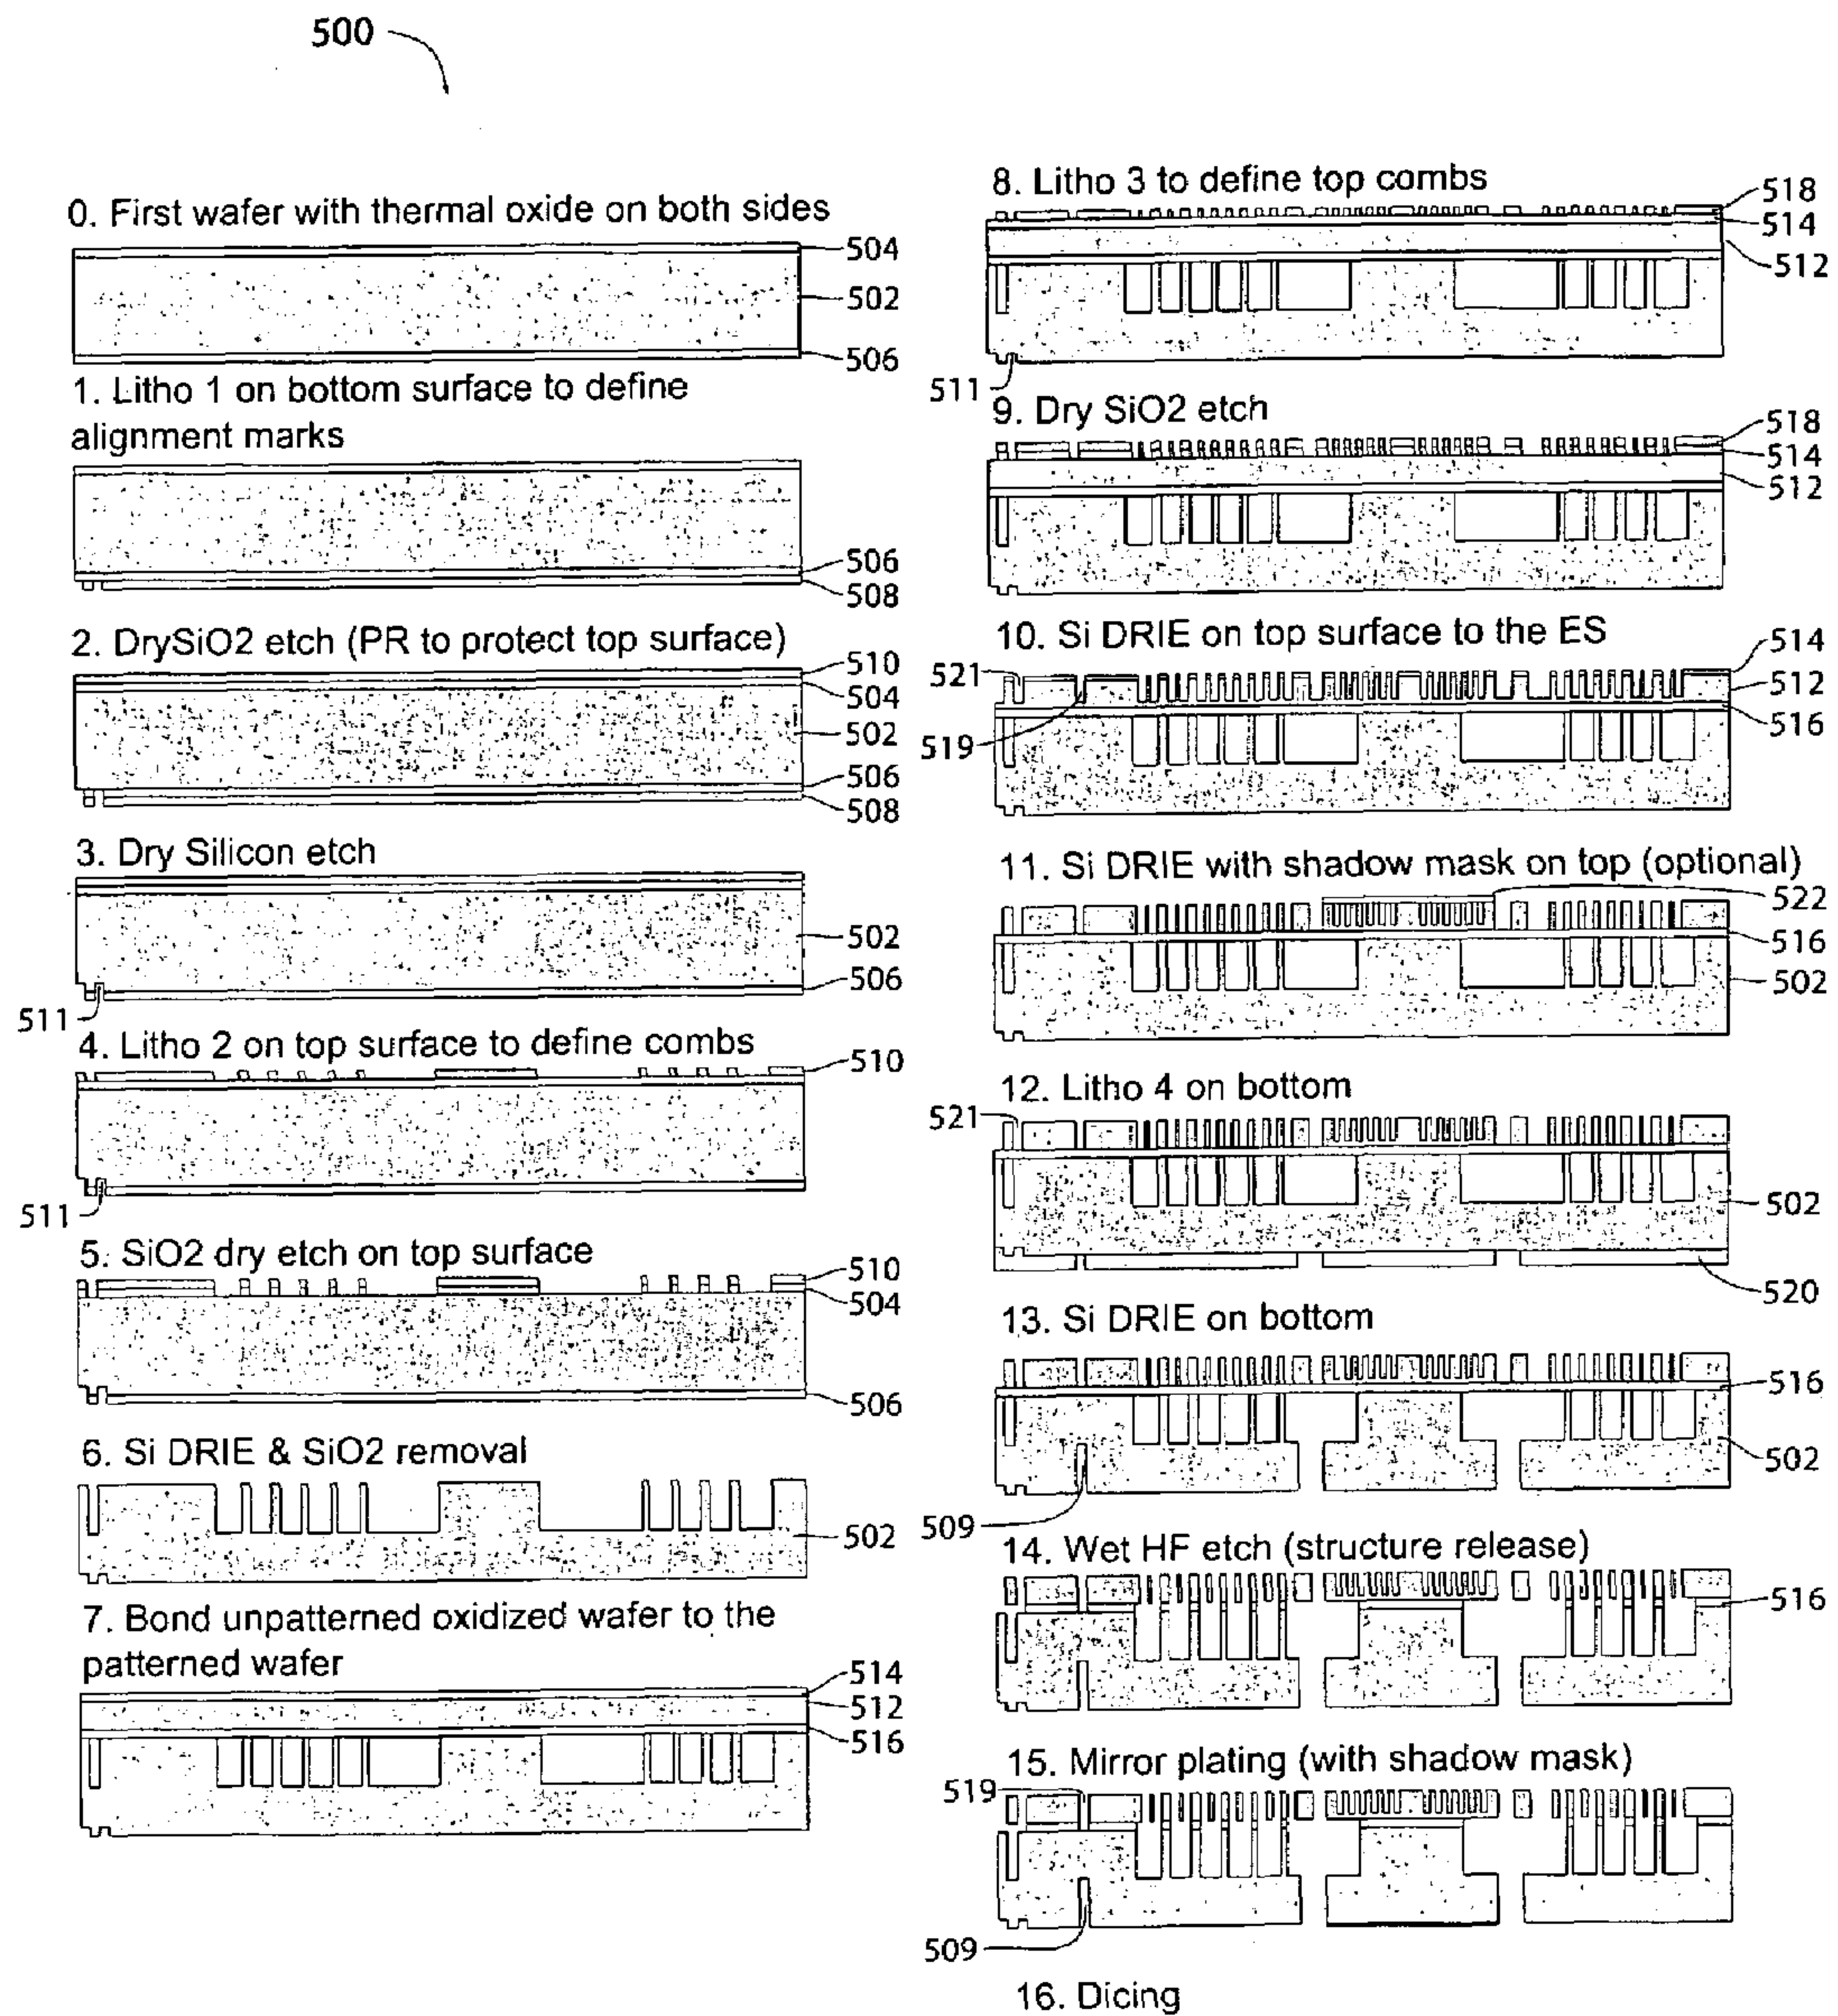 500
0. First wafer with thermal oxide on both sides
504
502
506
1. Litho 1 on bottom surface to define
alignment marks
506
508
2. DrySiO2 etch (PR to protect top surface)
510
504
502
506
508
3. Dry Silicon etch
502
506
511
4. Litho 2 on top surface to define combs
510
511
5. SiO2 dry etch on top surface
510
504
506
6. Si DRIE & SiO2 removal
502
7. Bond unpatterned oxidized wafer to the
patterned wafer
514
512
516
8. Litho 3 to define top combs
518
514
512
511
9. Dry SiO2 etch
518
514
512
10. Si DRIE on top surface to the ES
514
521
512
516
519
11. Si DRIE with shadow mask on top (optional)
522
516
502
12. Litho 4 on bottom
521
502
520
13. Si DRIE on bottom
516
502
509
14. Wet HF etch (structure release)
516
15. Mirror plating (with shadow mask)
519
509
16. Dicing